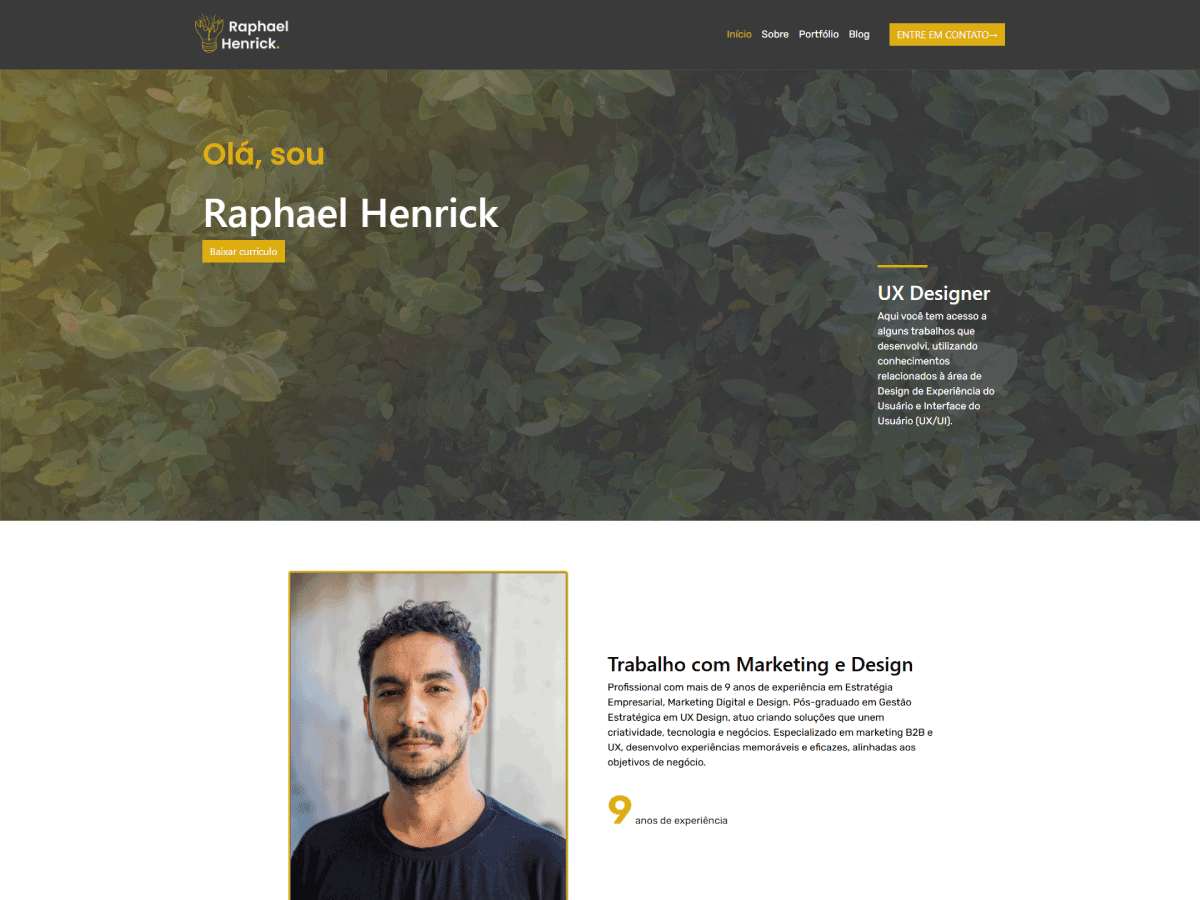 Raphael
Henrick.
Início Sobre Portfólio Blog ENTRE EM CONTATO→
Olá, sou
Raphael Henrick
Baixar currículo
UX Designer
Aqui você tem acesso a
alguns trabalhos que
desenvolvi, utilizando
conhecimentos
relacionados à área de
Design de Experiência do
Usuário e Interface do
Usuário (UX/UI).
Trabalho com Marketing e Design
Profissional com mais de 9 anos de experiência em Estratégia
Empresarial, Marketing Digital e Design. Pós-graduado em Gestão
Estratégica em UX Design, atuo criando soluções que unem
criatividade, tecnologia e negócios. Especializado em marketing B2B e
UX, desenvolvo experiências memoráveis e eficazes, alinhadas aos
objetivos de negócio.
9 anos de experiência